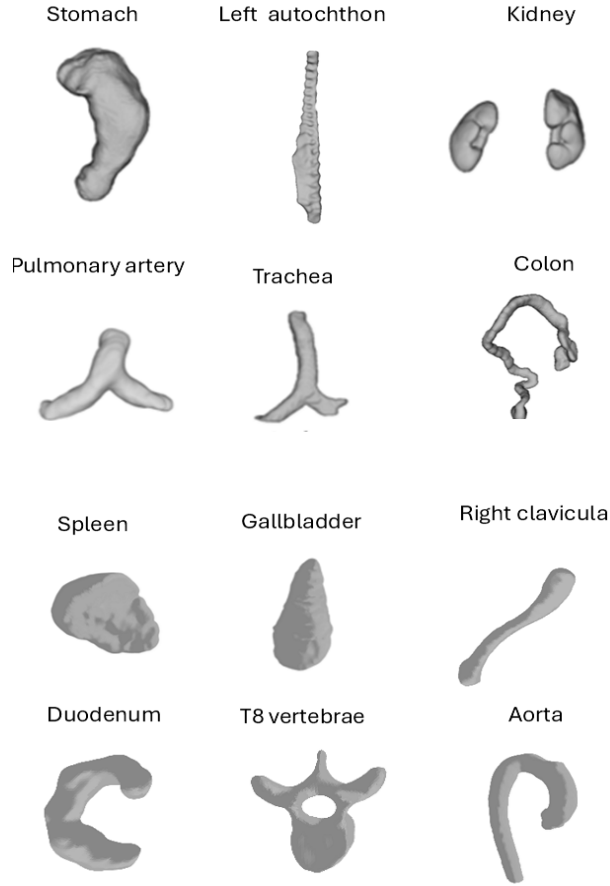 Stomach
Left autochthon
Kidney
Pulmonary artery
Trachea
Colon
Spleen
Gallbladder
Right clavicula
Duodenum
T8 vertebrae
Aorta